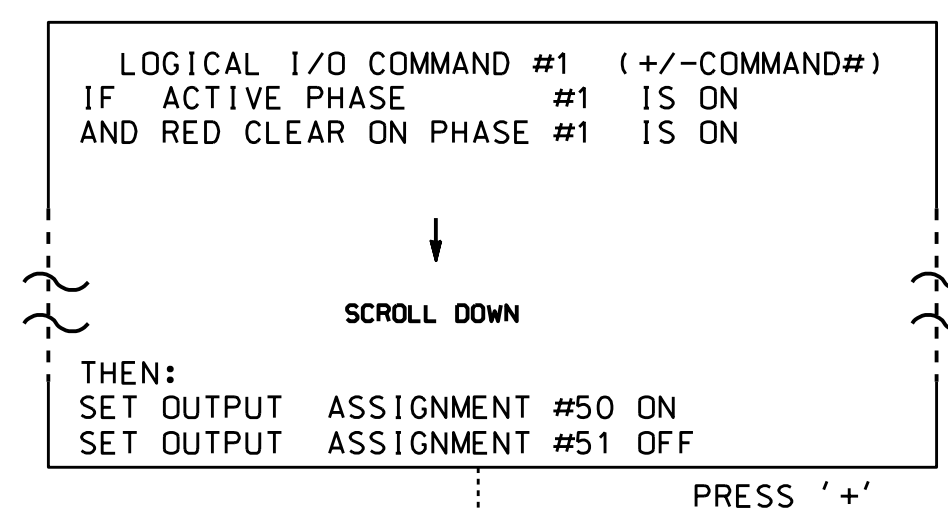 LOGICAL I/O COMMAND #1 (+/-COMMAND#)
IF ACTIVE PHASE #1 IS ON
AND RED CLEAR ON PHASE #1 IS ON
SCROLL DOWN
THEN:
SET OUTPUT ASSIGNMENT #50 ON
SET OUTPUT ASSIGNMENT #51 OFF
PRESS '+'